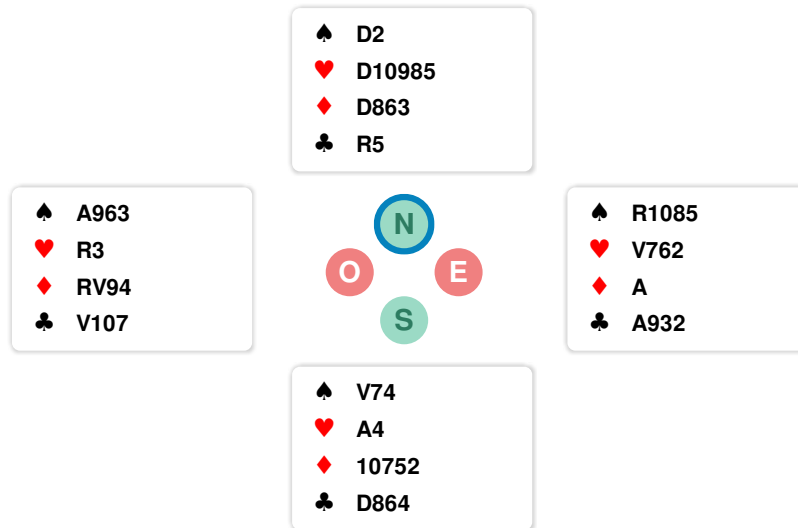 ♠ D2
♥ D10985
♦ D863
♣ R5
♠ A963
♥ R3
♦ RV94
♣ V107
N
O E
S
♠ R1085
♥ V762
♦ A
♣ A932
♠ V74
♥ A4
♦ 10752
♣ D864